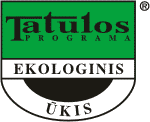 ®
Tatulos
PROGRAMA
EKOLOGINIS
ŪKIS